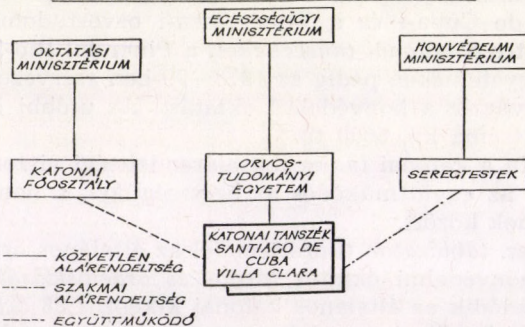 EGÉSZSÉGÜGYI
MINISZTÉRIUM
OKTATÁSI
MINISZTÉRIUM
HONVÉDELMI
MINISZTÉRIUM
KATONAI
FŐOSZTÁLY
ORVOS-
TUDOMÁNYI
EGYETEM
SEREGTESTEK
KATONAI TANSZÉK
SANTIAGO DE
CUBA
VILLA CLARA
KÖZVETLEN
ALÁRENDELTSÉG
SZAKMAI
ALÁRENDELTSÉG
EGYÜTTMŰKÖDŐ